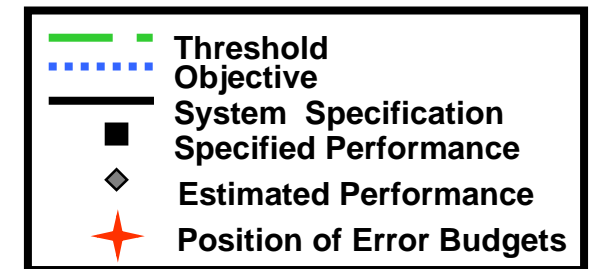 Threshold
Objective
System Specification
Specified Performance
Estimated Performance
Position of Error Budgets